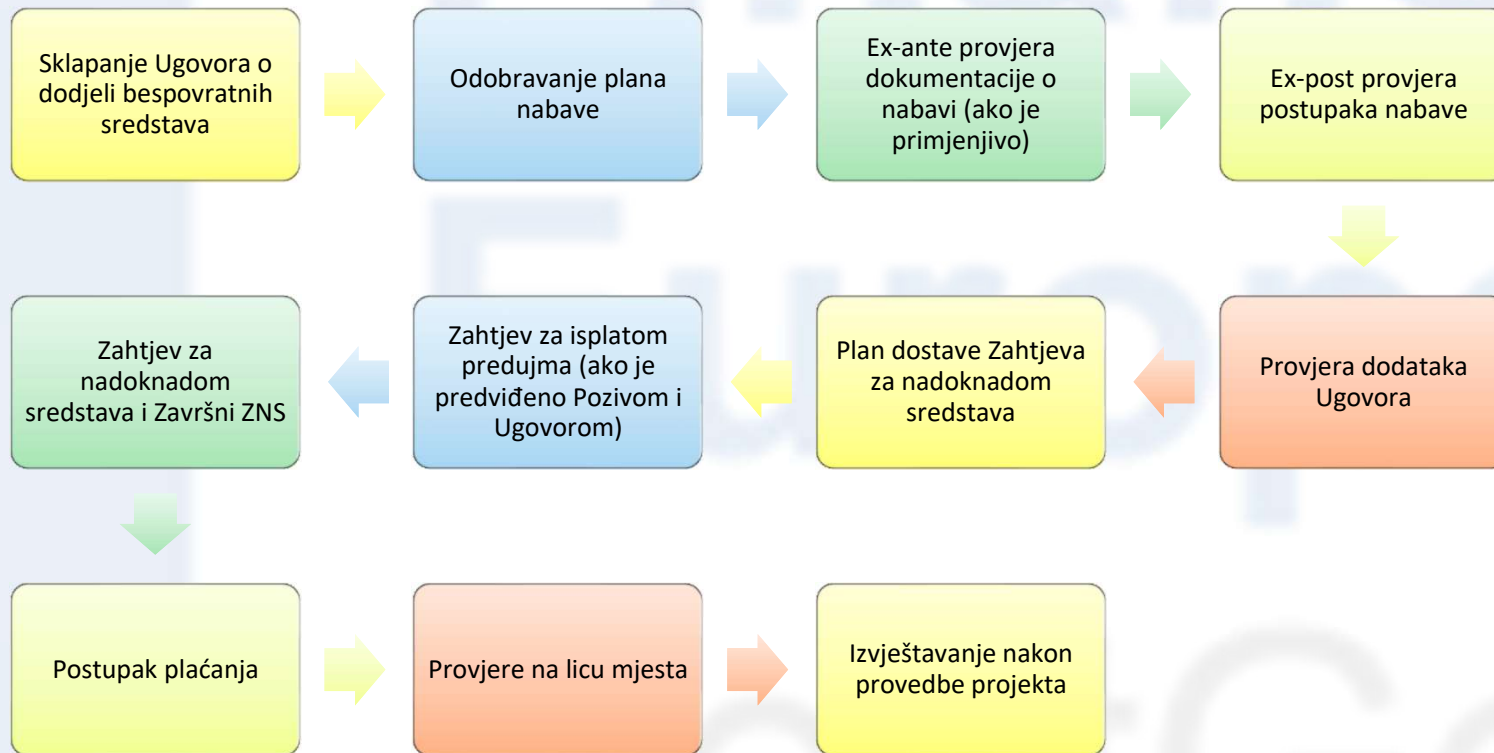 Sklapanje Ugovora o
dodjeli bespovratnih
sredstava
Odobravanje plana
nabave
Ex-ante provjera
dokumentacije o
nabavi (ako je
primjenjivo)
Ex-post provjera
postupaka nabave
Provjera dodataka
Ugovora
Plan dostave Zahtjeva
za nadoknadom
sredstava
Zahtjev za isplatom
predujma (ako je
predviđeno Pozivom i
Ugovorom)
Zahtjev za
nadoknadom
sredstava i Završni ZNS
Postupak plaćanja
Provjere na licu mjesta
Izvještavanje nakon
provedbe projekta